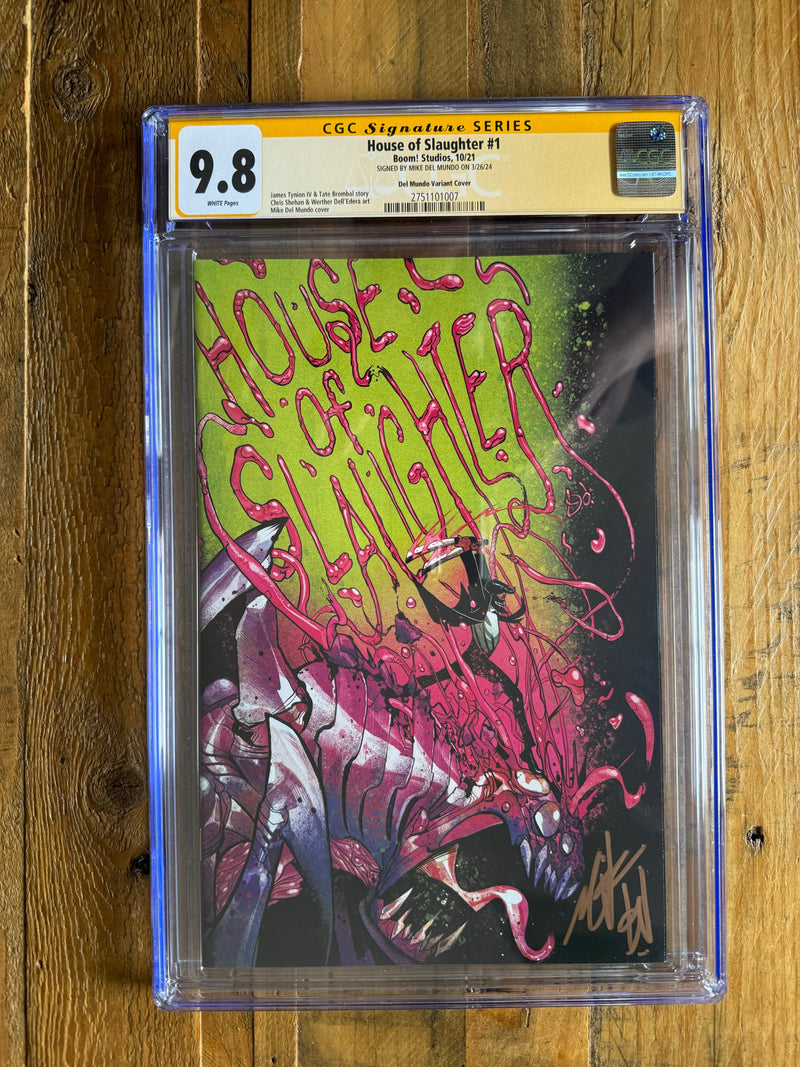 CGC Signature SERIES
9.8
WHITE Pages
House of Slaughter #1
Boom! Studios, 10/21
SIGNED BY MIKE DEL MUNDO ON 3/26/24
Del Mundo Variant Cover
2751101007
James Tynion IV & Tate Brombal story
Chris Shehan & Werther Dell'Edera art
Mike Del Mundo cover
CGC
HOUSE
of
SLAUGHTER